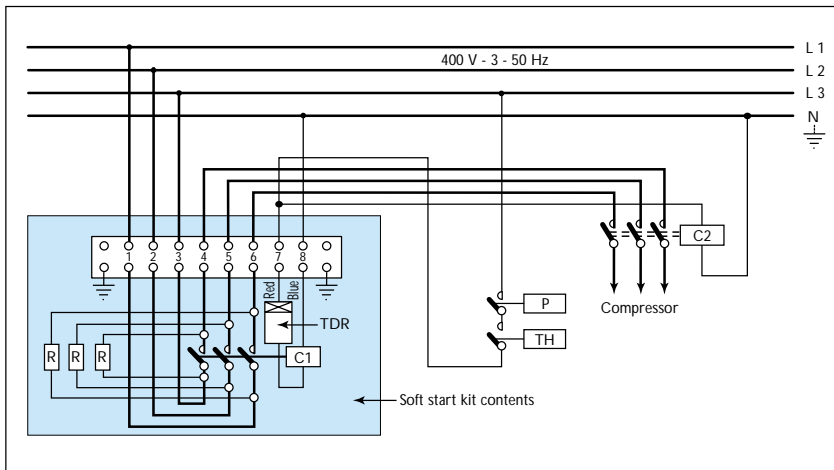 L 1
400 V - 3 - 50 Hz
L 2
L 3
N
1 2 3 4 5 6 7 8
C2
Red
Blue
P
Compressor
TDR
TH
R R R
C1
Soft start kit contents